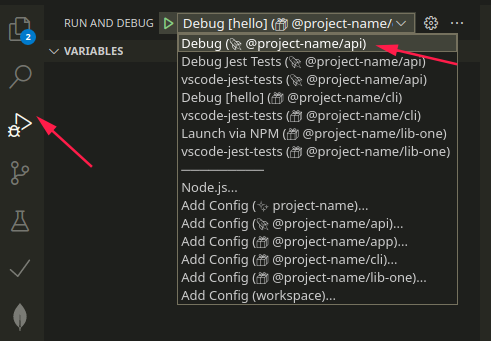 RUN AND DEBUG
Debug [hello] (🎁 @project-name/
2
VARIABLES
Debug (🚀 @project-name/api)
Debug Jest Tests (🚀 @project-name/api)
vscode-jest-tests (🚀 @project-name/api)
Debug [hello] (🎁 @project-name/cli)
vscode-jest-tests (🎁 @project-name/cli)
Launch via NPM (🎁 @project-name/lib-one)
vscode-jest-tests (🎁 @project-name/lib-one)
Node.js...
Add Config (✨ project-name)...
Add Config (🚀 @project-name/api)...
Add Config (🎁 @project-name/app)...
Add Config (🎁 @project-name/cli)...
Add Config (🎁 @project-name/lib-one)...
Add Config (workspace)...